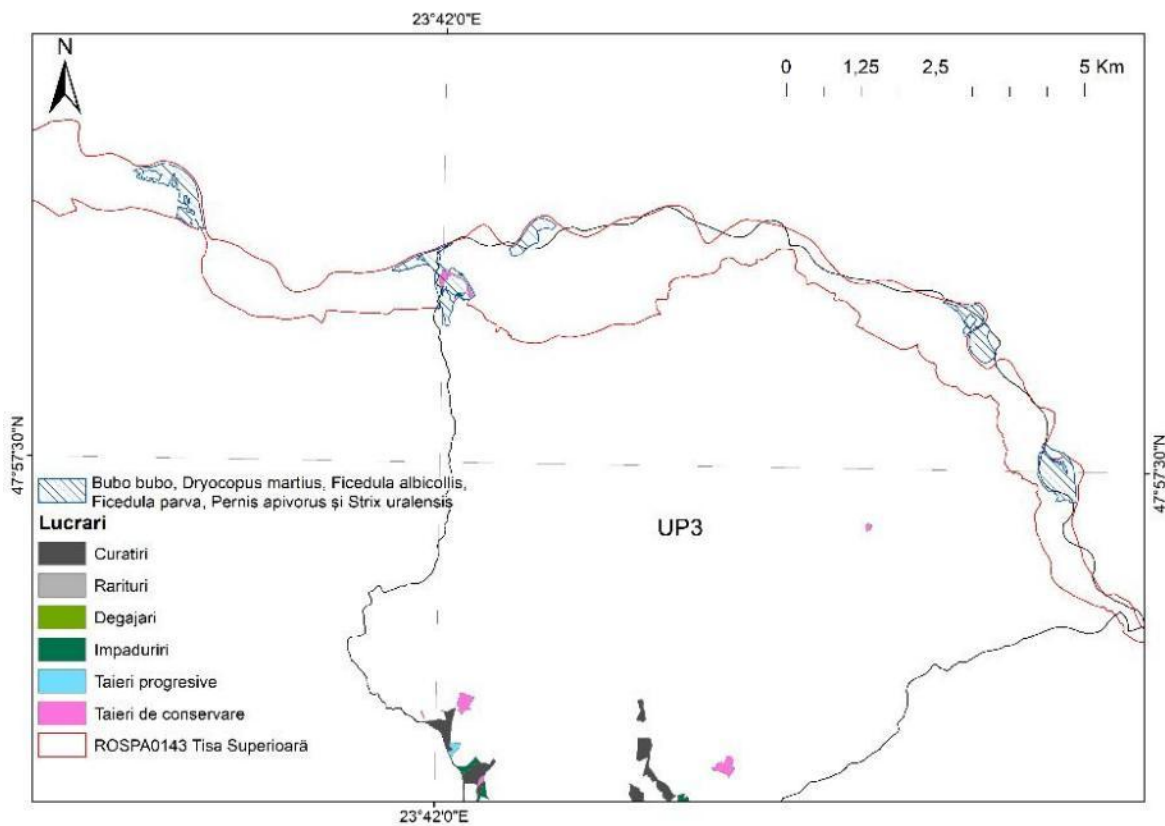 23°42'0"E
N
0 1,25 2,5 5 Km
47°57'30"N
47°57'30"N
Bubo bubo, Dryocopus martius, Ficedula albicollis,
Ficedula parva, Pernis apivorus și Strix uralensis
Lucrari
UP3
Curatiri
Rarituri
Degajari
Impaduriri
Taieri progresive
Taieri de conservare
ROSPA0143 Tisa Superioară
23°42'0"E